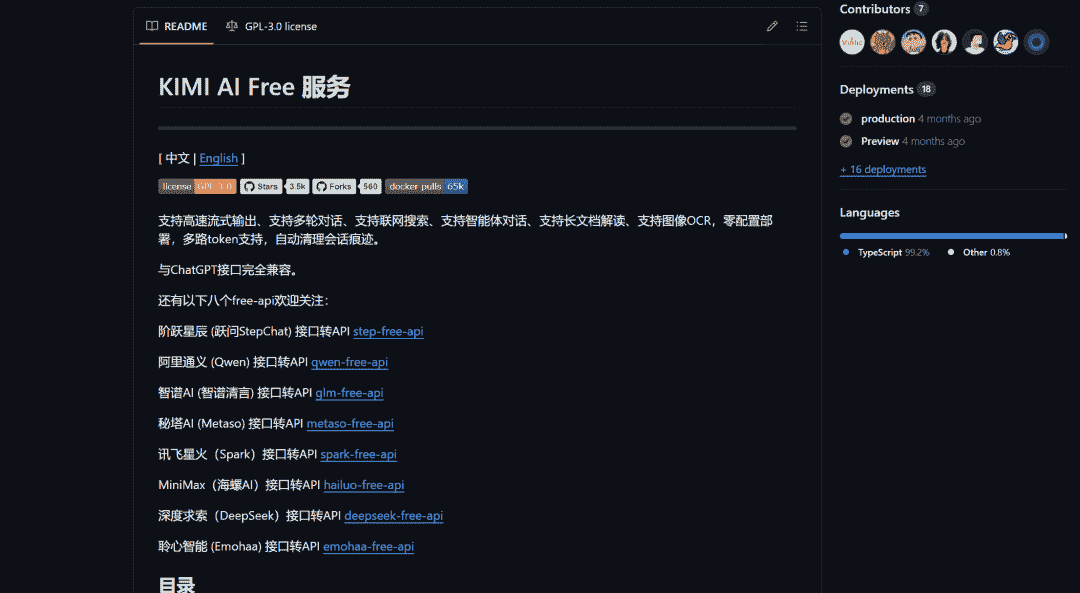 README
GPL-3.0 license
KIMI AI Free 服务
[ 中文 | English ]
license GPL-3.0 Stars 3.5k Forks 560 docker pulls 65k
支持高速流式输出、支持多轮对话、支持联网搜索、支持智能体对话、支持长文档解读、支持图像OCR，零配置部
署，多路token支持，自动清理会话痕迹。
与ChatGPT接口完全兼容。
还有以下八个free-api欢迎关注：
阶跃星辰 (跃问StepChat) 接口转API step-free-api
阿里通义 (Qwen) 接口转API qwen-free-api
智谱AI (智谱清言) 接口转API glm-free-api
秘塔AI (Metaso) 接口转API metaso-free-api
讯飞星火（Spark）接口转API spark-free-api
MiniMax（海螺AI）接口转API hailuo-free-api
深度求索（DeepSeek）接口转API deepseek-free-api
聆心智能 (Emohaa) 接口转API emohaa-free-api
目录
Contributors 7
Deployments 18
production 4 months ago
Preview 4 months ago
+ 16 deployments
Languages
TypeScript 99.2% Other 0.8%